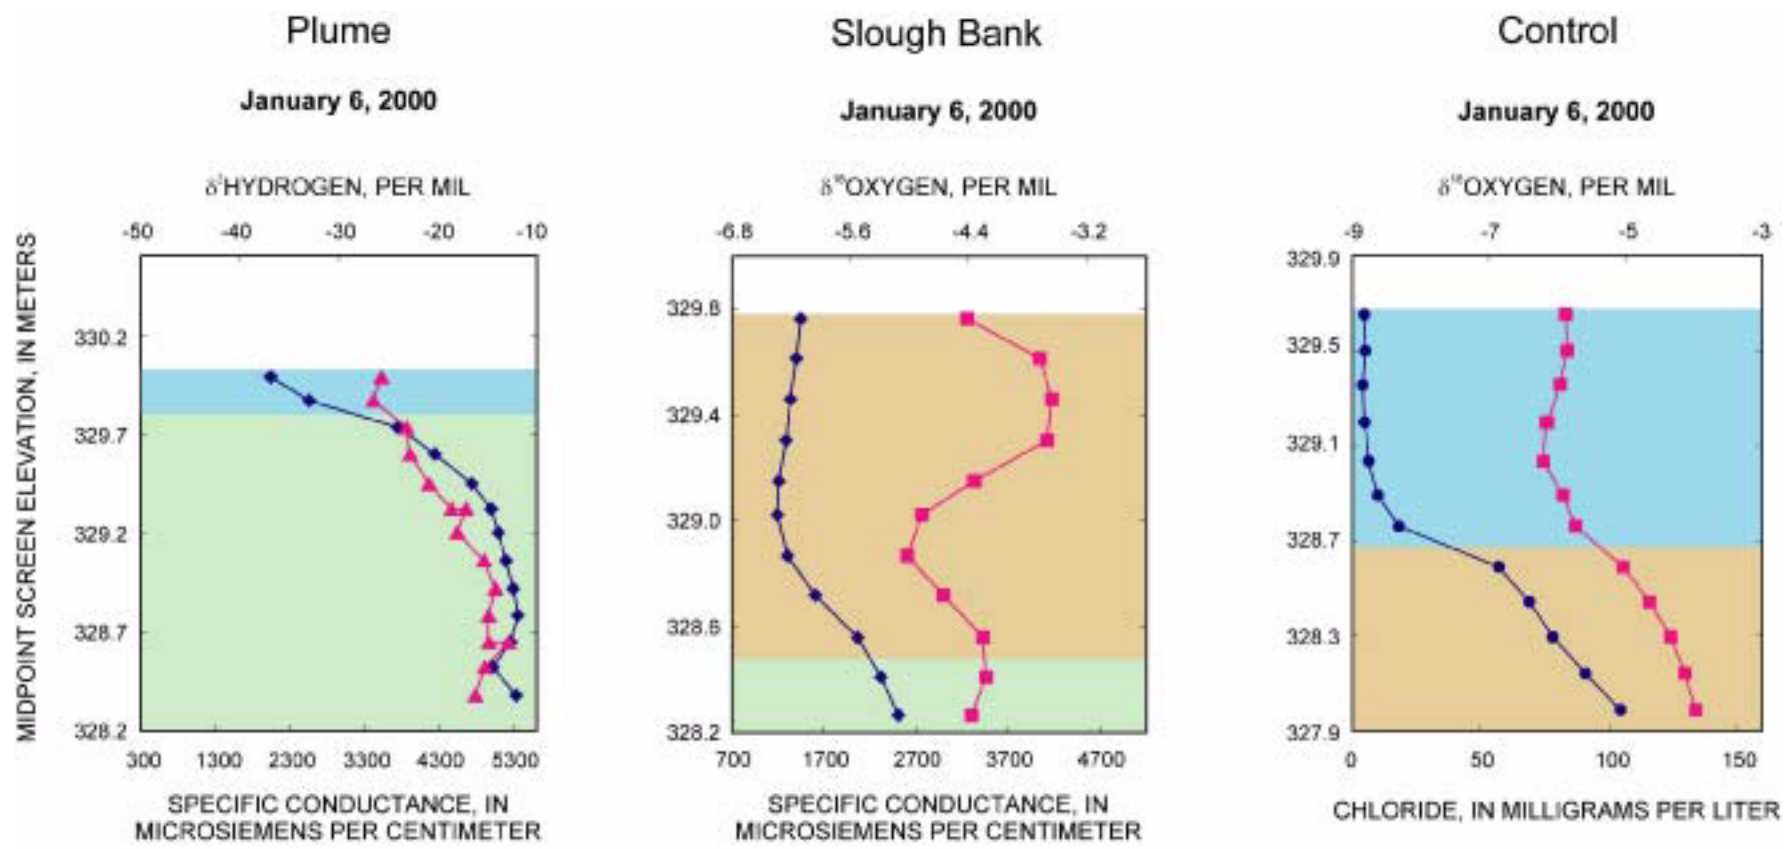 Plume
January 6, 2000
δ²HYDROGEN, PER MIL
-50 -40 -30 -20 -10
MIDPOINT SCREEN ELEVATION, IN METERS
330.2
329.7
329.2
328.7
328.2
300 1300 2300 3300 4300 5300
SPECIFIC CONDUCTANCE, IN
MICROSIEMENS PER CENTIMETER
Slough Bank
January 6, 2000
δ¹⁸OXYGEN, PER MIL
-6.8 -5.6 -4.4 -3.2
329.8
329.4
329.0
328.6
328.2
700 1700 2700 3700 4700
SPECIFIC CONDUCTANCE, IN
MICROSIEMENS PER CENTIMETER
Control
January 6, 2000
δ¹⁸OXYGEN, PER MIL
-9 -7 -5 -3
329.9
329.5
329.1
328.7
328.3
327.9
0 50 100 150
CHLORIDE, IN MILLIGRAMS PER LITER